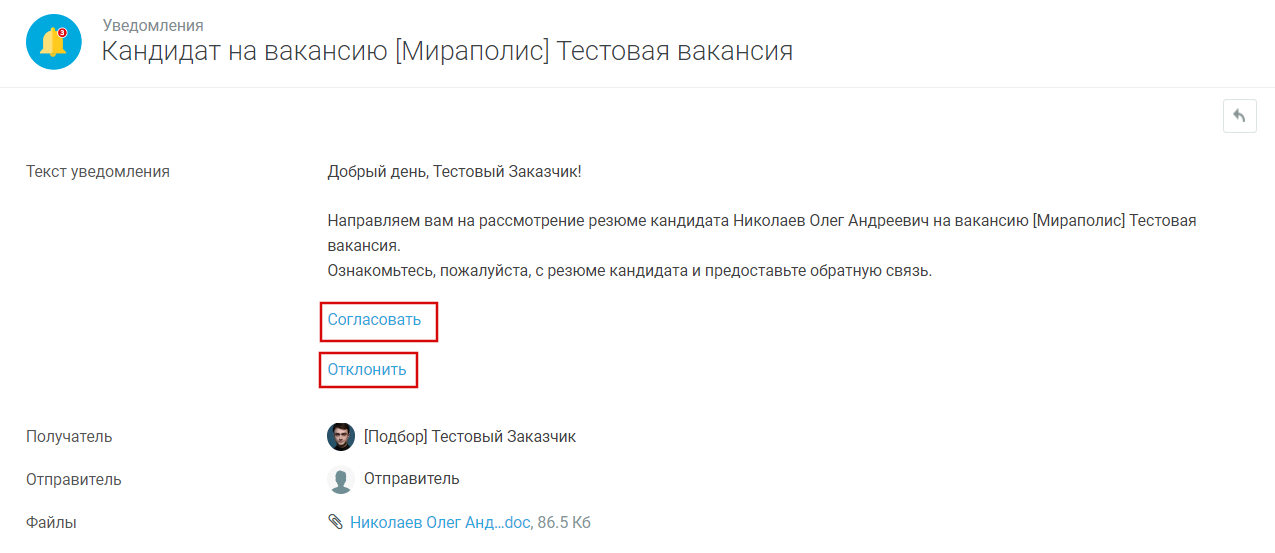 Уведомления
3
Кандидат на вакансию [Мираполис] Тестовая вакансия
Текст уведомления
Добрый день, Тестовый Заказчик!
Направляем вам на рассмотрение резюме кандидата Николаев Олег Андреевич на вакансию [Мираполис] Тестовая
вакансия.
Ознакомьтесь, пожалуйста, с резюме кандидата и предоставьте обратную связь.
Согласовать
Отклонить
Получатель
[Подбор] Тестовый Заказчик
Отправитель
Отправитель
Файлы
Николаев Олег Анд...doc, 86.5 Кб